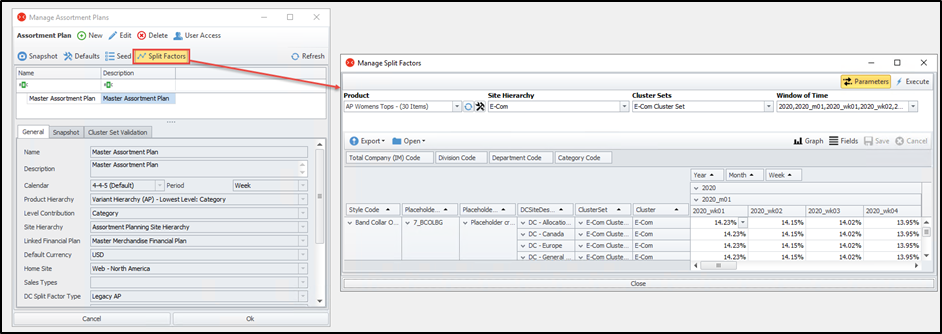 Manage Assortment Plans
Assortment Plan New Edit Delete User Access
Snapshot Defaults Seed Split Factors Refresh
Name Description
Master Assortment Plan Master Assortment Plan
General Snapshot Cluster Set Validation
Name Master Assortment Plan
Description Master Assortment Plan
Calendar 4-4-5 (Default) Period Week
Product Hierarchy Variant Hierarchy (AP) - Lowest Level: Category
Level Contribution Category
Site Hierarchy Assortment Planning Site Hierarchy
Linked Financial Plan Master Merchandise Financial Plan
Default Currency USD
Home Site Web - North America
Sales Types
DC Split Factor Type Legacy AP
Cancel Ok
Manage Split Factors
Parameters Execute
Product Site Hierarchy Cluster Sets Window of Time
AP Womens Tops - (30 Items) E-Com E-Com Cluster Set 2020,2020_m01,2020_wk01,2020_wk02,2...
Export Open Graph Fields Save Cancel
Total Company (IM) Code Division Code Department Code Category Code
Year Month Week
2020
2020_m01
Style Code Placeholde... Placeholde... DCSiteDes... ClusterSet Cluster 2020_wk01 2020_wk02 2020_wk03 2020_wk04
Band Collar O... 7_BCOLBG Placeholder cr... DC - Allocatio... E-Com Cluste... E-Com 14.23% 14.15% 14.02% 13.95%
DC - Canada E-Com Cluste... E-Com 14.23% 14.15% 14.02% 13.95%
DC - Europe E-Com Cluste... E-Com 14.23% 14.15% 14.02% 13.95%
DC - General ... E-Com Cluste... E-Com 14.23% 14.15% 14.02% 13.95%
Close